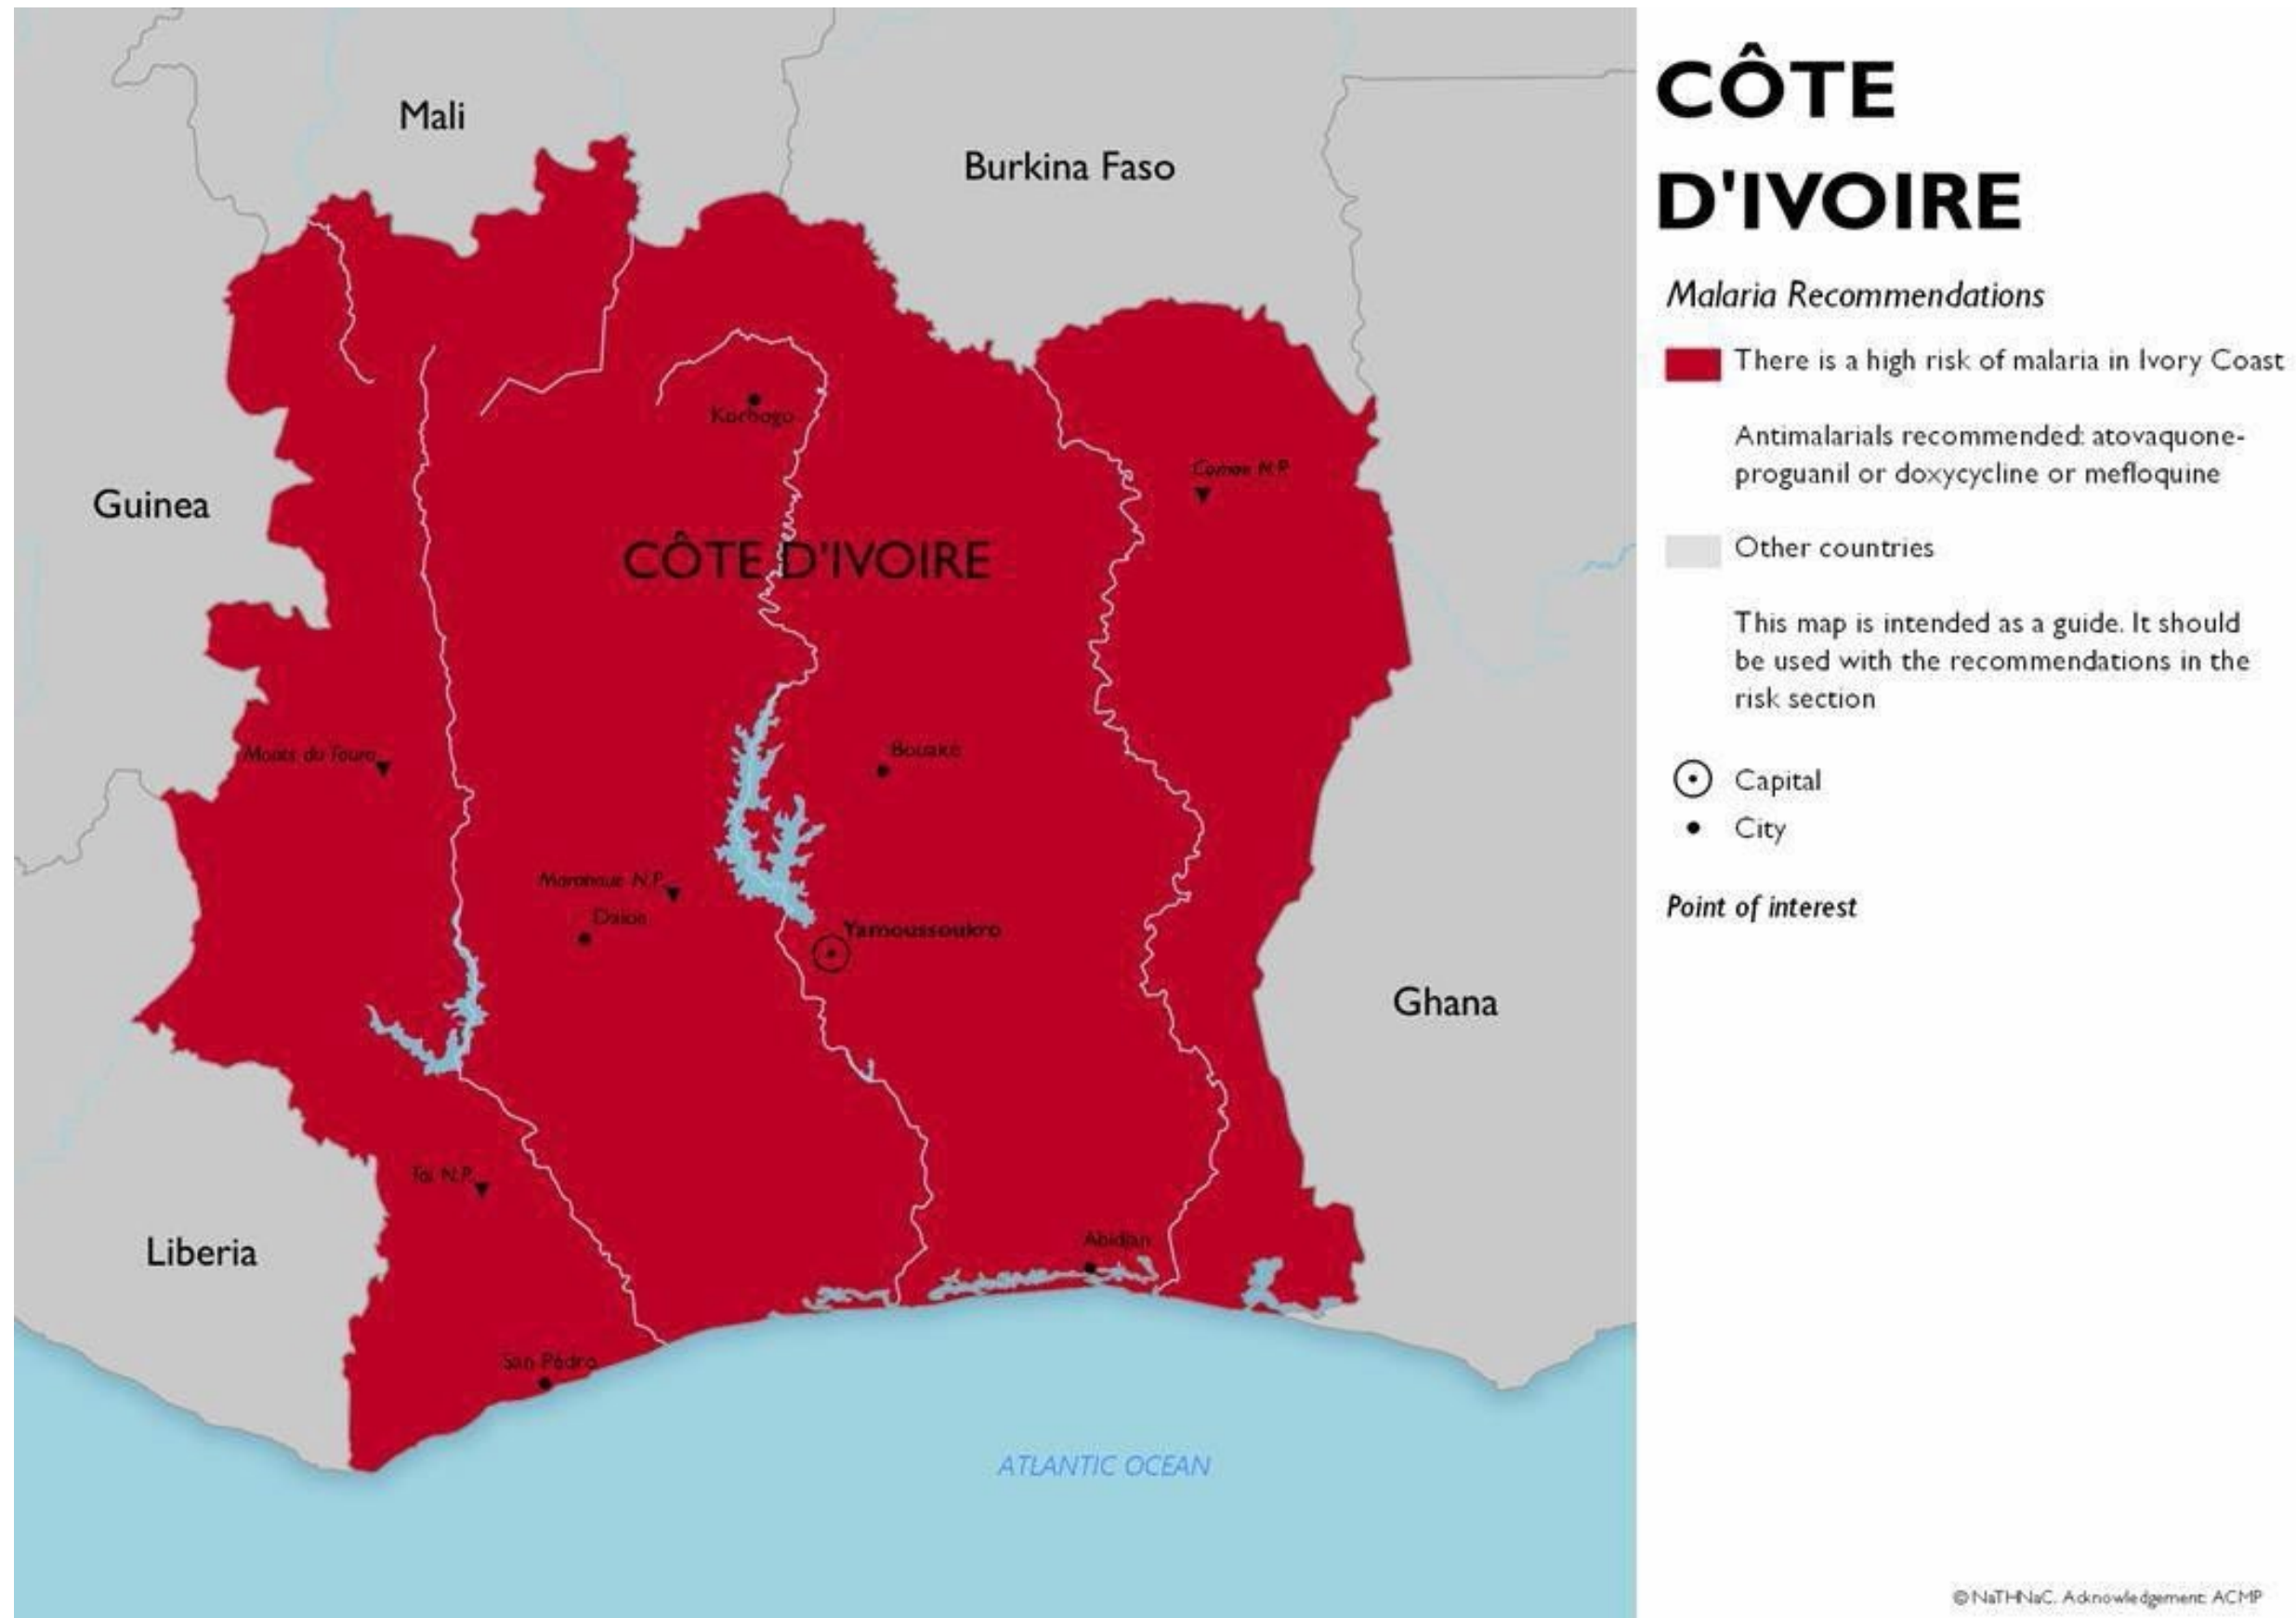 CÔTE
D'IVOIRE
Malaria Recommendations
There is a high risk of malaria in Ivory Coast
Antimalarials recommended: atovaquone-
proguanil or doxycycline or mefloquine
Other countries
This map is intended as a guide. It should
be used with the recommendations in the
risk section
Capital
City
Point of interest
Mali
Burkina Faso
Korhogo
Comoe N.P.
Guinea
CÔTE D'IVOIRE
Bouaké
Monts du Toura
Marahoue N.P.
Daloa
Yamoussoukro
Ghana
Tai N.P.
Liberia
Abidjan
San-Pédro
ATLANTIC OCEAN
© NaTHNaC. Acknowledgement: ACMP